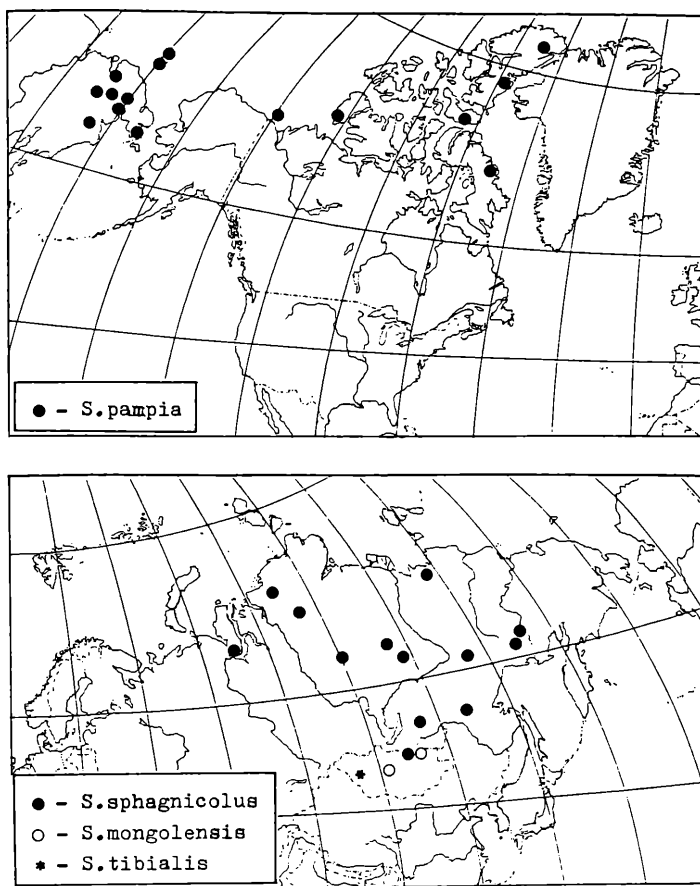 ● – S.pampia
● – S.sphagnicolus
○ – S.mongolensis
* – S.tibialis